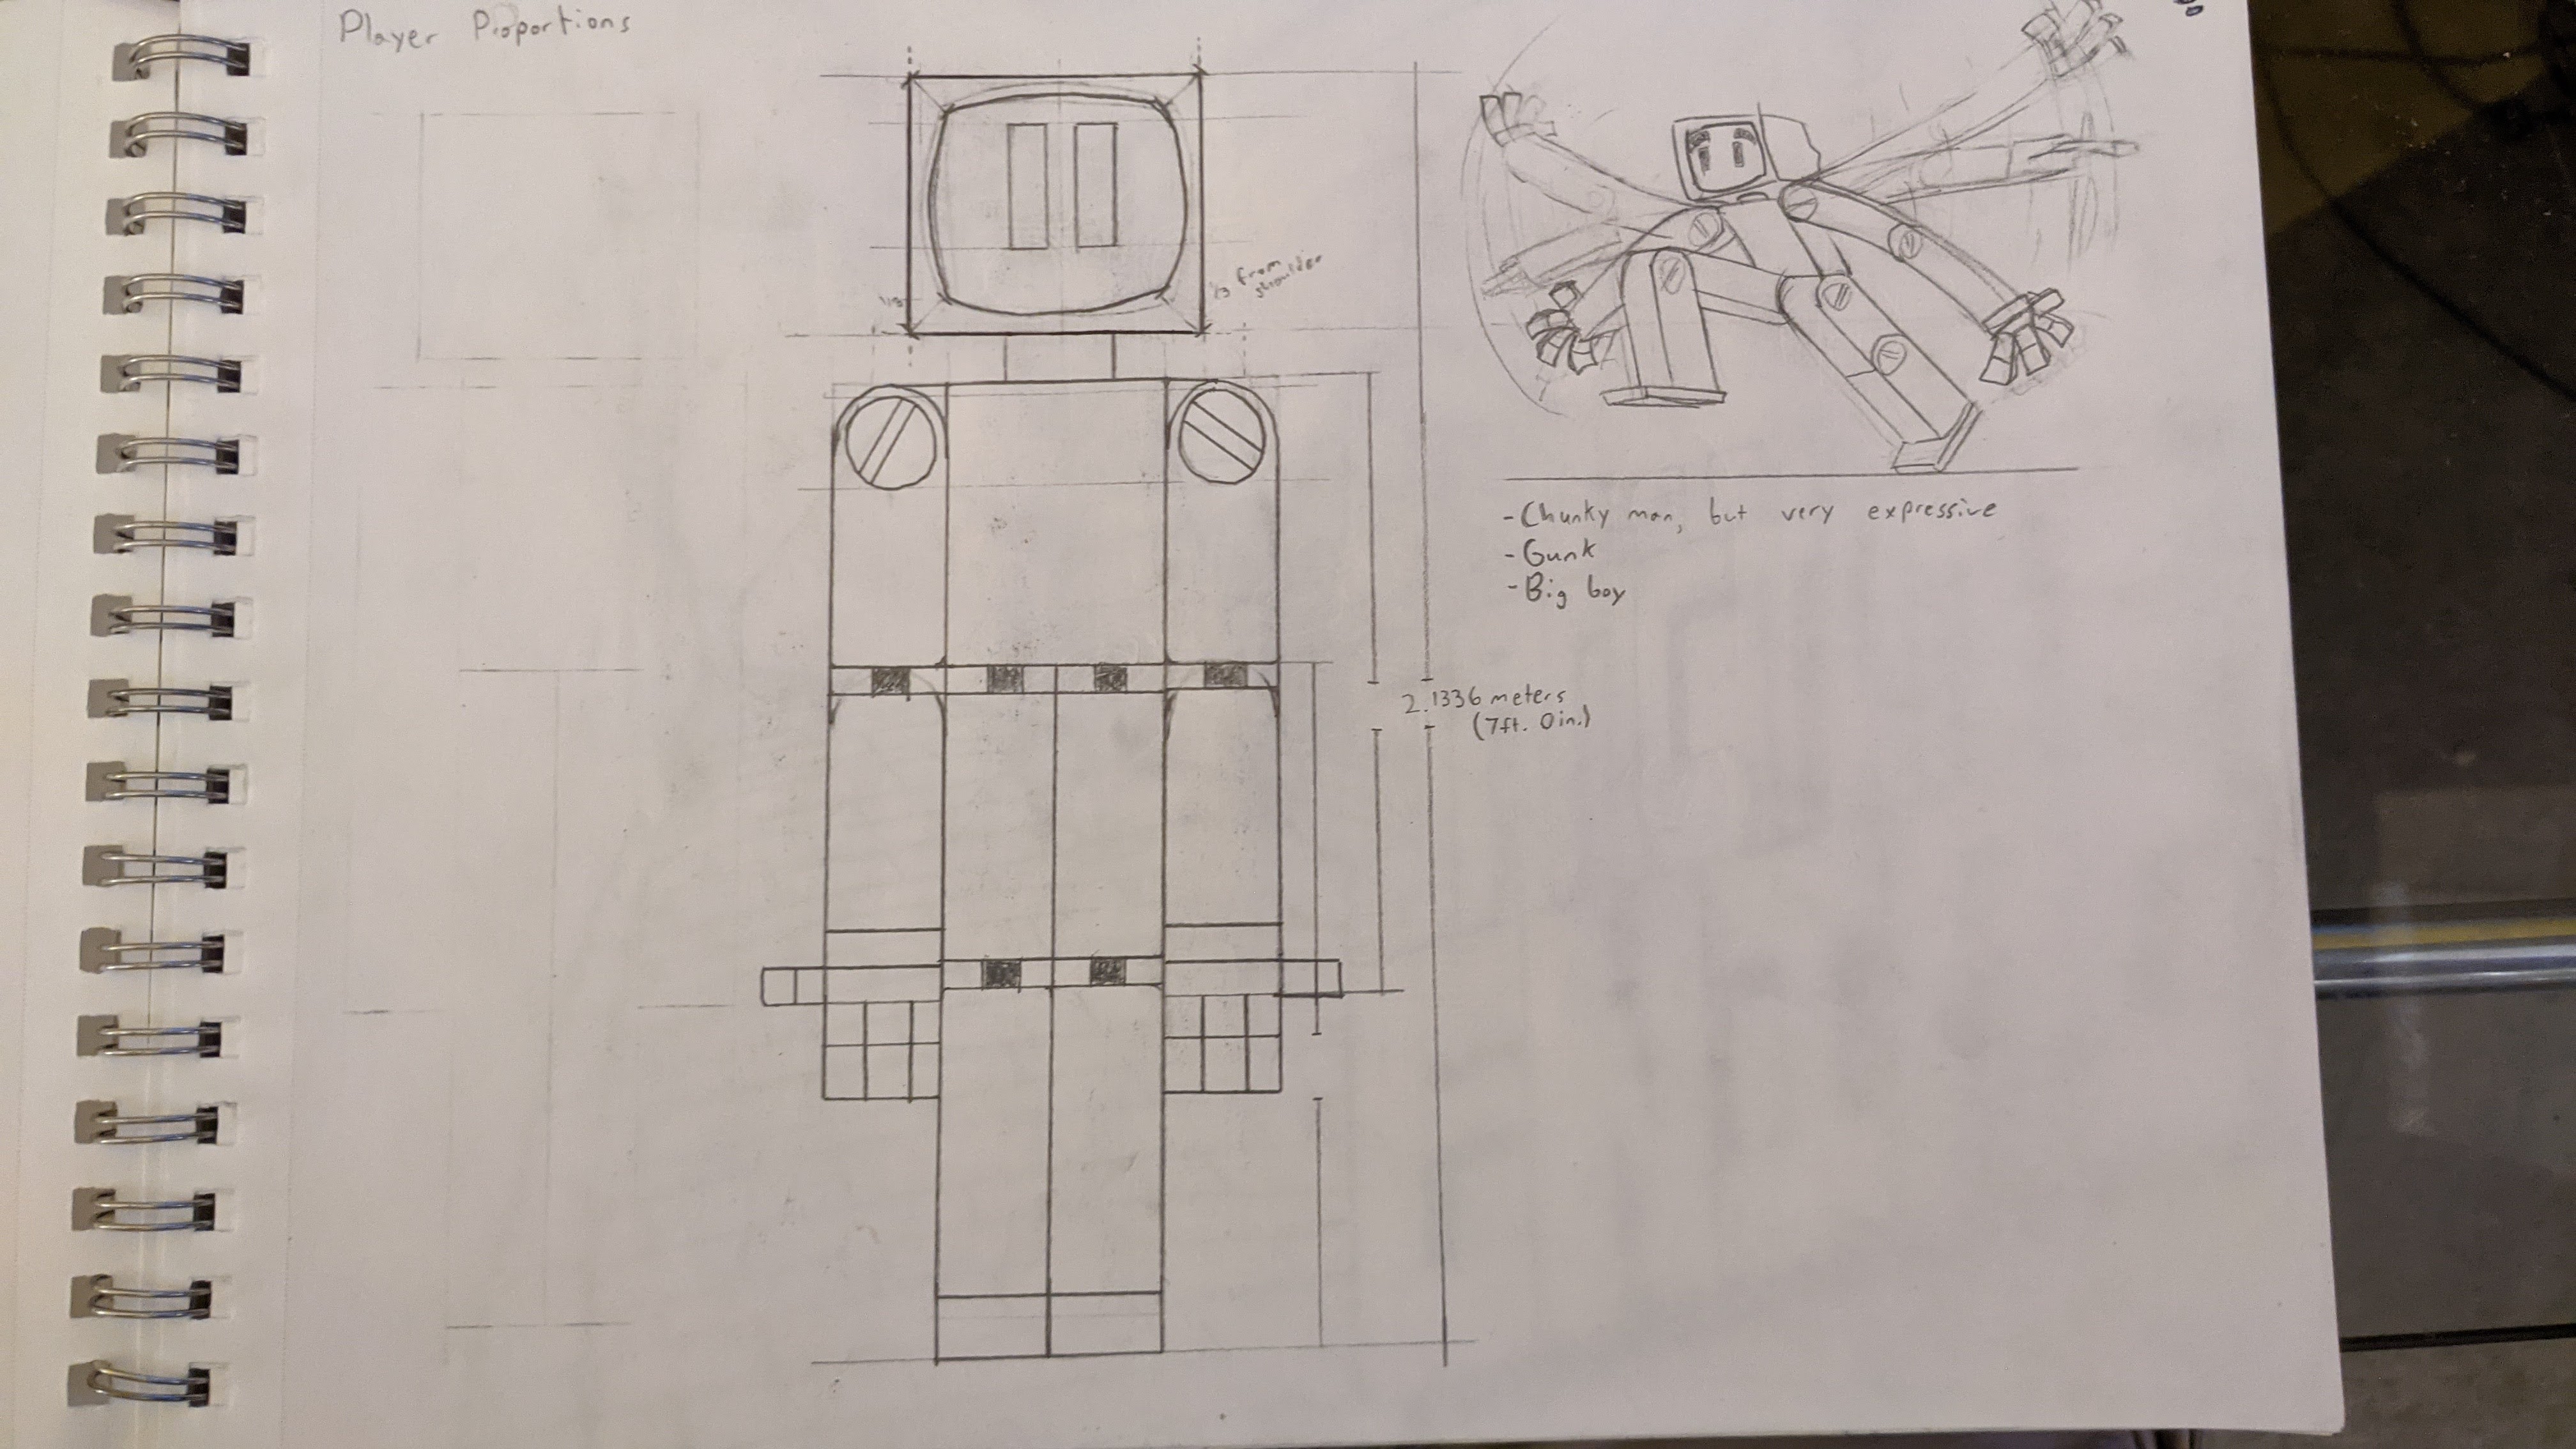 Player Proportions
1/3
1/3 from
shoulder
- Chunky man, but very expressive
- Gunk
- Big boy
2.1336 meters
(7ft. 0in.)